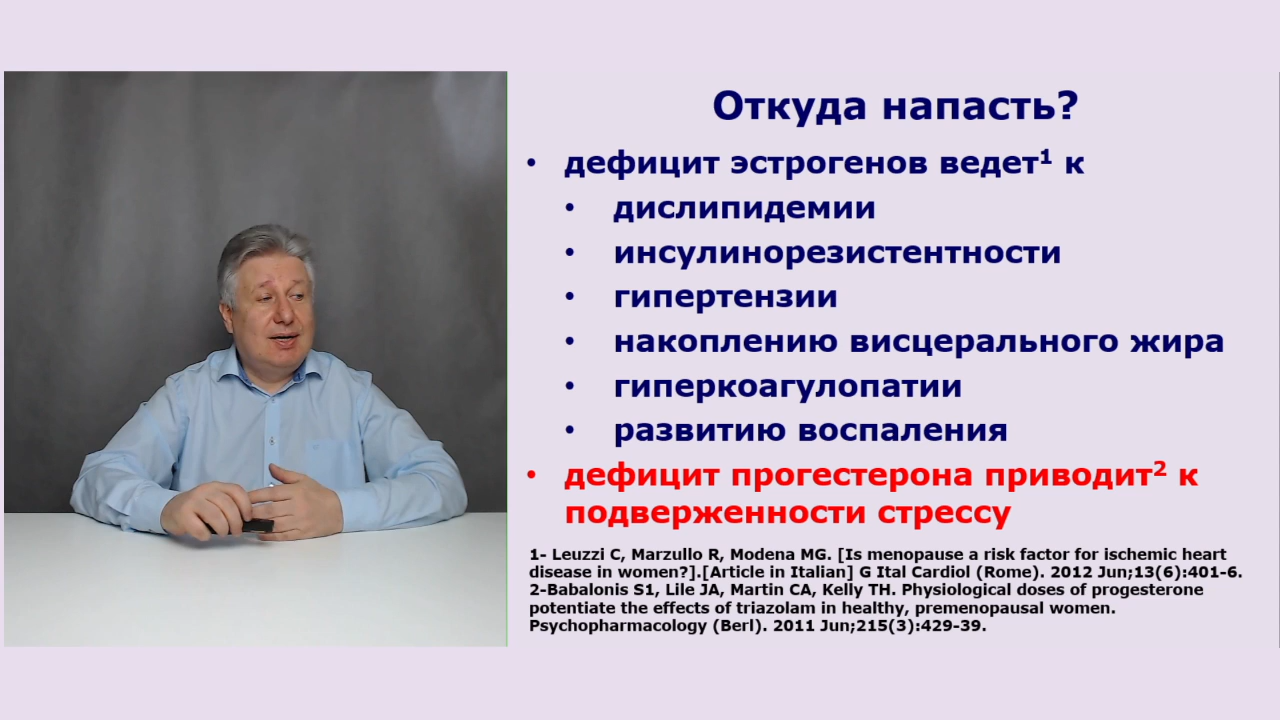 Откуда напасть?
• дефицит эстрогенов ведет¹ к
• дислипидемии
• инсулинорезистентности
• гипертензии
• накоплению висцерального жира
• гиперкоагулопатии
• развитию воспаления
• дефицит прогестерона приводит² к
подверженности стрессу
1- Leuzzi C, Marzullo R, Modena MG. [Is menopause a risk factor for ischemic heart
disease in women?].[Article in Italian] G Ital Cardiol (Rome). 2012 Jun;13(6):401-6.
2-Babalonis S1, Lile JA, Martin CA, Kelly TH. Physiological doses of progesterone
potentiate the effects of triazolam in healthy, premenopausal women.
Psychopharmacology (Berl). 2011 Jun;215(3):429-39.